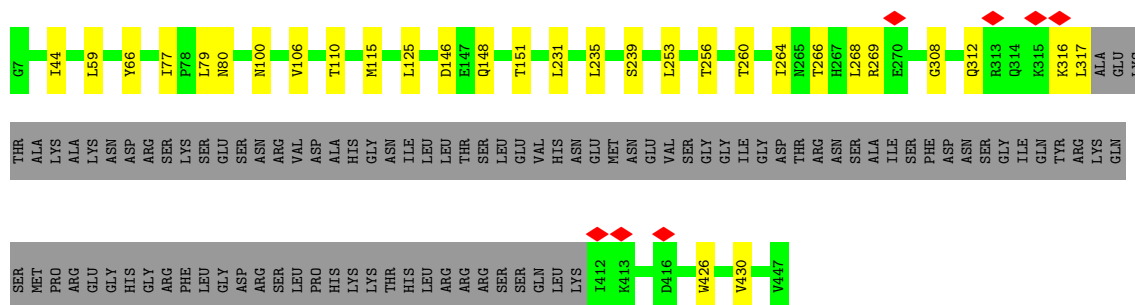 G7 I44 L59 Y66 I77 P78 L79 N80 N100 V106 T110 M115 L125 D146 E147 Q148 T151 L231 L235 S239 L253 T256 T260 I264 N265 T266 H267 L268 R269 E270 G308 Q312 R313 Q314 K315 K316 L317 ALA GLU LYS
THR ALA LYS ALA LYS ASN ASP ARG SER LYS SER GLU SER ASN ARG VAL ASP ALA HIS GLY ASN ILE LEU LEU THR SER LEU GLU VAL HIS ASN GLU MET ASN GLU VAL SER GLY GLY ILE GLY ASP THR ARG ASN SER ALA ILE SER PHE ASP ASN SER GLY ILE GLN TYR ARG LYS GLN
SER MET PRO ARG GLU GLY HIS GLY ARG PHE LEU GLY ASP ARG SER LEU PRO HIS LYS LYS THR HIS LEU ARG ARG ARG SER SER GLN LEU LYS I412 K413 D416 W426 V430 V447